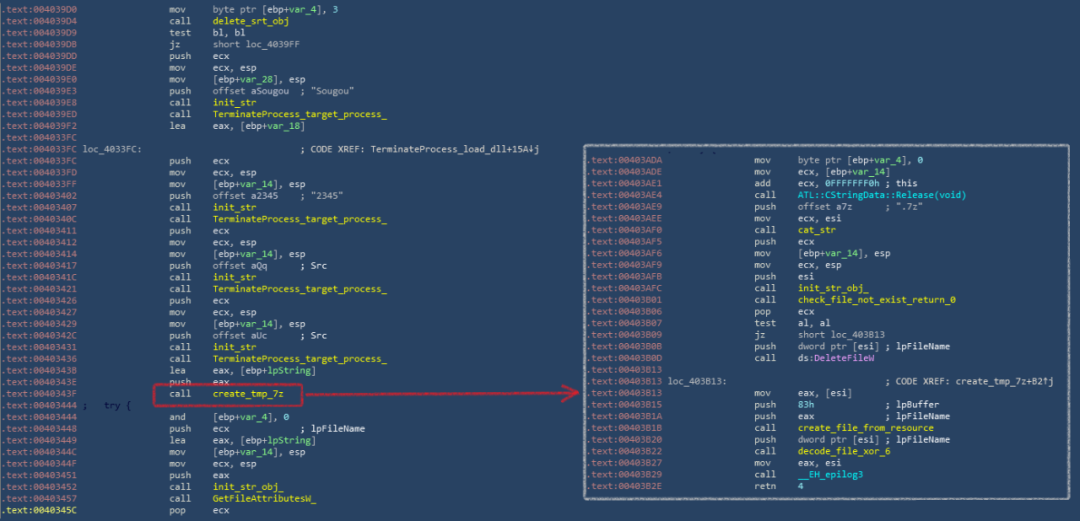 .text:004039D0 mov byte ptr [ebp+var_4], 3
.text:004039D4 call delete_srt_obj
.text:004039D9 test bl, bl
.text:004039DB jz short loc_4039FF
.text:004039DD push ecx
.text:004039DE mov ecx, esp
.text:004039E0 mov [ebp+var_28], esp
.text:004039E3 push offset aSougou ; "Sougou"
.text:004039E8 call init_str
.text:004039ED call TerminateProcess_target_process_
.text:004039F2 lea eax, [ebp+var_18]
.text:004033FC
.text:004033FC loc_4033FC: ; CODE XREF: TerminateProcess_load_dll+15A↓j
.text:004033FC push ecx
.text:004033FD mov ecx, esp
.text:004033FF mov [ebp+var_14], esp
.text:00403402 push offset a2345 ; "2345"
.text:00403407 call init_str
.text:0040340C call TerminateProcess_target_process_
.text:00403411 push ecx
.text:00403412 mov ecx, esp
.text:00403414 mov [ebp+var_14], esp
.text:00403417 push offset aQq ; Src
.text:0040341C call init_str
.text:00403421 call TerminateProcess_target_process_
.text:00403426 push ecx
.text:00403427 mov ecx, esp
.text:00403429 mov [ebp+var_14], esp
.text:0040342C push offset aUc ; Src
.text:00403431 call init_str
.text:00403436 call TerminateProcess_target_process_
.text:0040343B lea eax, [ebp+lpString]
.text:0040343E push eax
.text:0040343F call create_tmp_7z
.text:00403444 ; try {
.text:00403444 and [ebp+var_4], 0
.text:00403448 push ecx ; lpFileName
.text:00403449 lea eax, [ebp+lpString]
.text:0040344C mov [ebp+var_14], esp
.text:0040344F mov ecx, esp
.text:00403451 push eax
.text:00403452 call init_str_obj_
.text:00403457 call GetFileAttributesW_
.text:0040345C pop ecx
.text:00403ADA mov byte ptr [ebp+var_4], 0
.text:00403ADE mov ecx, [ebp+var_14]
.text:00403AE1 add ecx, 0FFFFFFF0h ; this
.text:00403AE4 call ATL::CStringData::Release(void)
.text:00403AE9 push offset a7z ; ".7z"
.text:00403AEE mov ecx, esi
.text:00403AF0 call cat_str
.text:00403AF5 push ecx
.text:00403AF6 mov [ebp+var_14], esp
.text:00403AF9 mov ecx, esp
.text:00403AFB push esi
.text:00403AFC call init_str_obj_
.text:00403B01 call check_file_not_exist_return_0
.text:00403B06 pop ecx
.text:00403B07 test al, al
.text:00403B09 jz short loc_403B13
.text:00403B0B push dword ptr [esi] ; lpFileName
.text:00403B0D call ds:DeleteFileW
.text:00403B13
.text:00403B13 loc_403B13: ; CODE XREF: create_tmp_7z+B2↑j
.text:00403B13 mov eax, [esi]
.text:00403B15 push 83h ; lpBuffer
.text:00403B1A push eax ; lpFileName
.text:00403B1B call create_file_from_resource
.text:00403B20 push dword ptr [esi] ; lpFileName
.text:00403B22 call decode_file_xor_6
.text:00403B27 mov eax, esi
.text:00403B29 call __EH_epilog3
.text:00403B2E retn 4